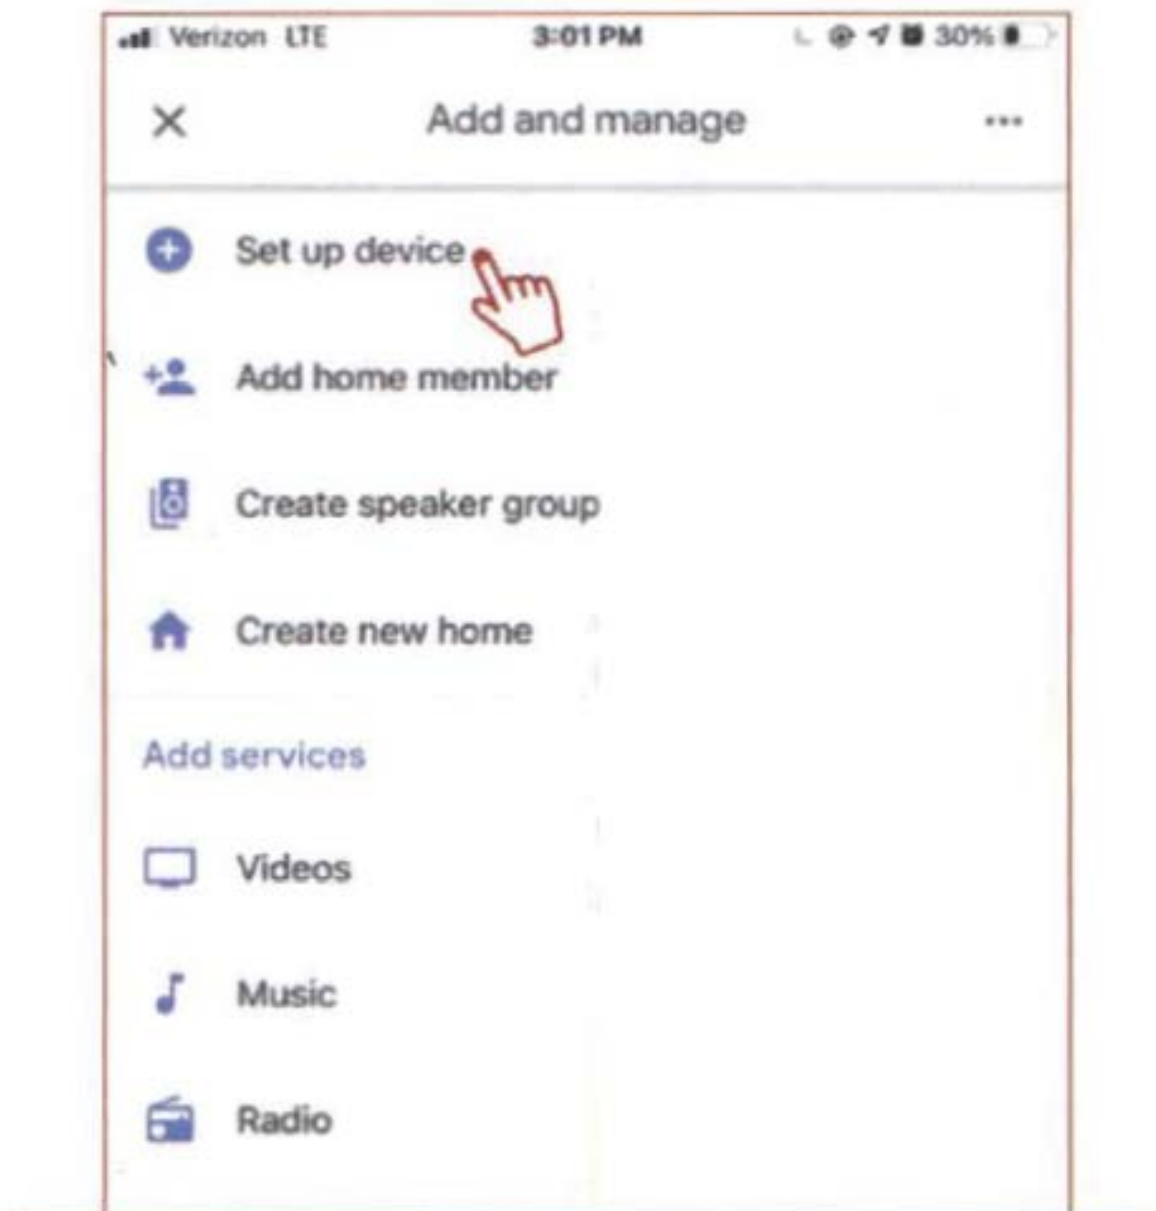 Verizon LTE 3:01 PM 30%
Add and manage
Set up device
Add home member
Create speaker group
Create new home
Add services
Videos
Music
Radio